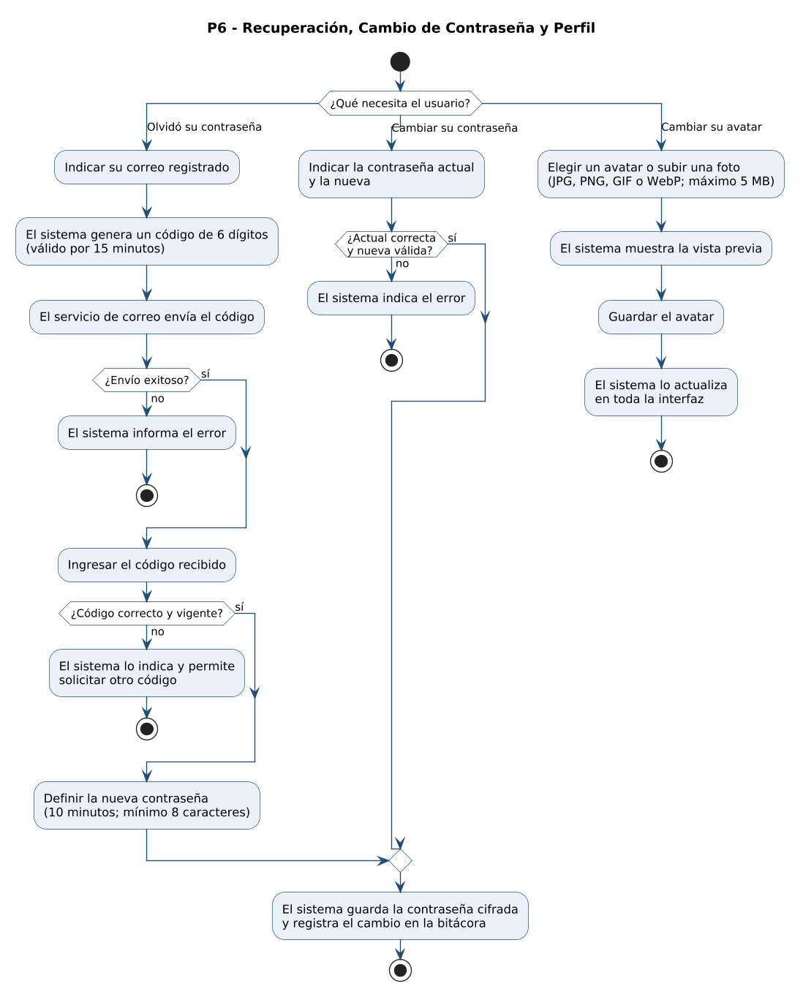 P6 - Recuperación, Cambio de Contraseña y Perfil
¿Qué necesita el usuario?
Olvidó su contraseña
Indicar su correo registrado
El sistema genera un código de 6 dígitos
(válido por 15 minutos)
El servicio de correo envía el código
¿Envío exitoso?
sí
no
El sistema informa el error
Ingresar el código recibido
¿Código correcto y vigente?
sí
no
El sistema lo indica y permite
solicitar otro código
Definir la nueva contraseña
(10 minutos; mínimo 8 caracteres)
Cambiar su contraseña
Indicar la contraseña actual
y la nueva
¿Actual correcta
y nueva válida?
sí
no
El sistema indica el error
Cambiar su avatar
Elegir un avatar o subir una foto
(JPG, PNG, GIF o WebP; máximo 5 MB)
El sistema muestra la vista previa
Guardar el avatar
El sistema lo actualiza
en toda la interfaz
El sistema guarda la contraseña cifrada
y registra el cambio en la bitácora